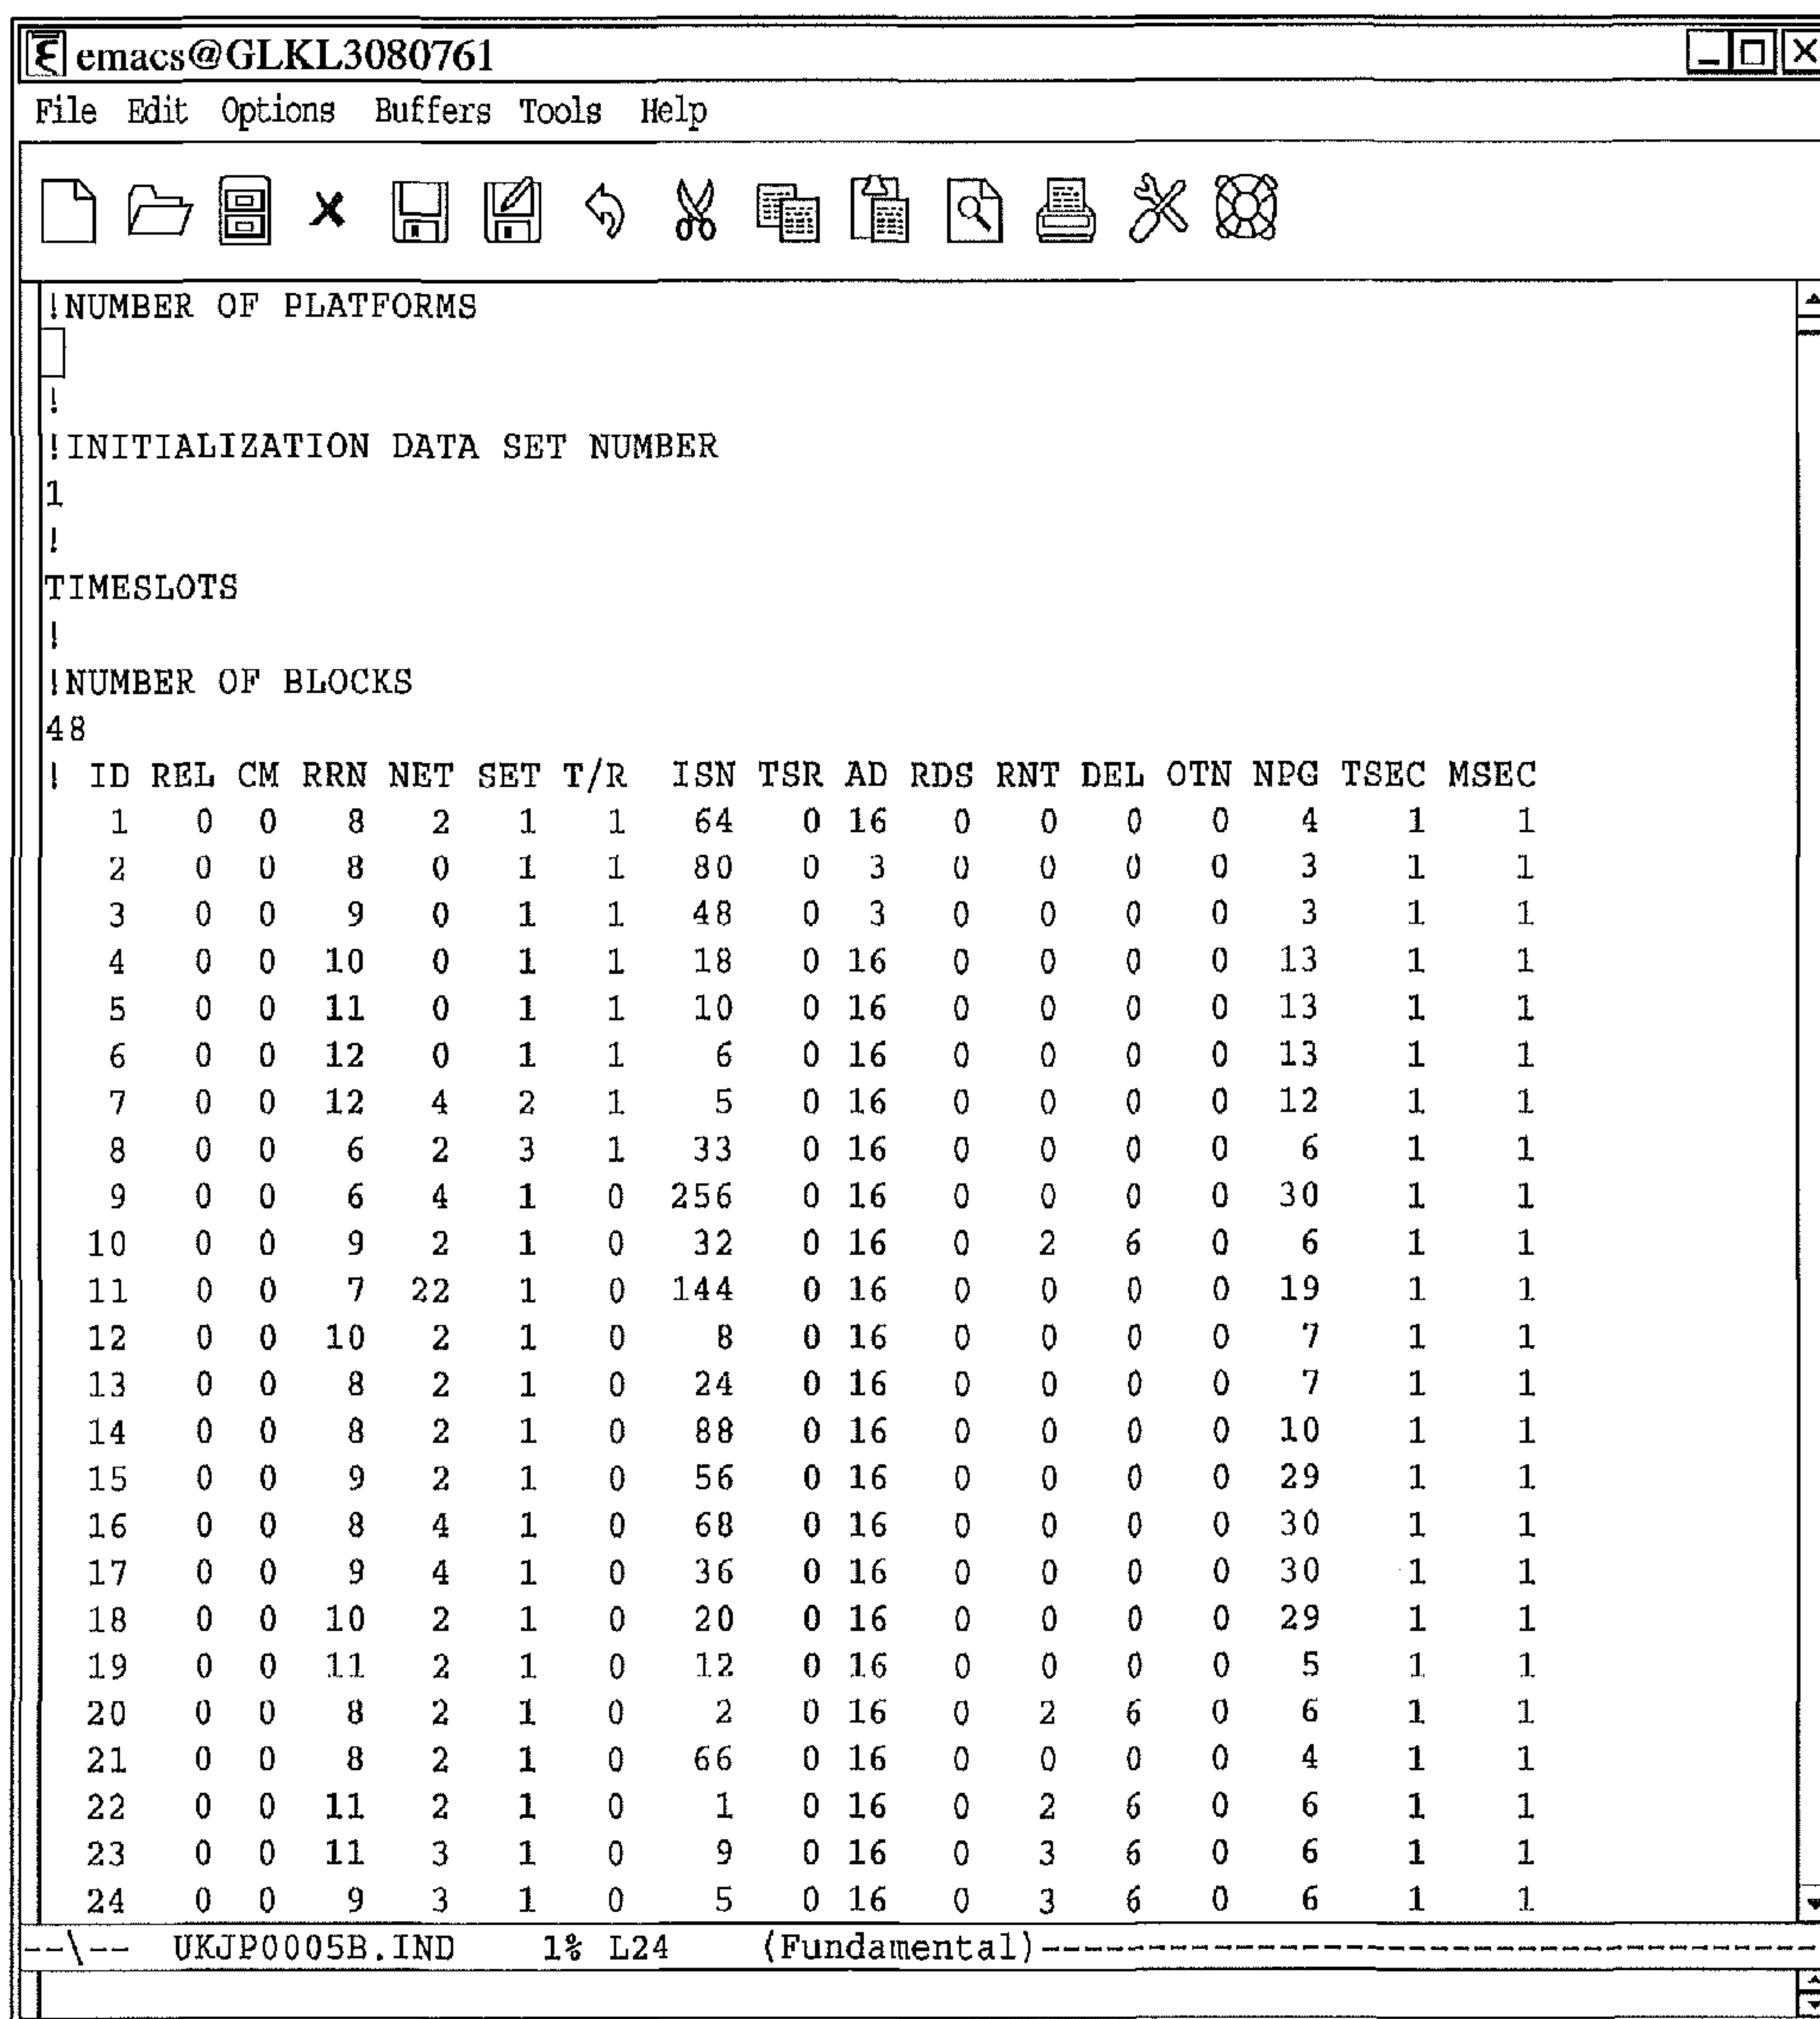 emacs@GLKL3080761
File Edit Options Buffers Tools Help
!NUMBER OF PLATFORMS
!
!INITIALIZATION DATA SET NUMBER
1
!
TIMESLOTS
!
!NUMBER OF BLOCKS
48
! ID REL CM RRN NET SET T/R ISN TSR AD RDS RNT DEL OTN NPG TSEC MSEC
1 0 0 8 2 1 1 64 0 16 0 0 0 0 4 1 1
2 0 0 8 0 1 1 80 0 3 0 0 0 0 3 1 1
3 0 0 9 0 1 1 48 0 3 0 0 0 0 3 1 1
4 0 0 10 0 1 1 18 0 16 0 0 0 0 13 1 1
5 0 0 11 0 1 1 10 0 16 0 0 0 0 13 1 1
6 0 0 12 0 1 1 6 0 16 0 0 0 0 13 1 1
7 0 0 12 4 2 1 5 0 16 0 0 0 0 12 1 1
8 0 0 6 2 3 1 33 0 16 0 0 0 0 6 1 1
9 0 0 6 4 1 0 256 0 16 0 0 0 0 30 1 1
10 0 0 9 2 1 0 32 0 16 0 2 6 0 6 1 1
11 0 0 7 22 1 0 144 0 16 0 0 0 0 19 1 1
12 0 0 10 2 1 0 8 0 16 0 0 0 0 7 1 1
13 0 0 8 2 1 0 24 0 16 0 0 0 0 7 1 1
14 0 0 8 2 1 0 88 0 16 0 0 0 0 10 1 1
15 0 0 9 2 1 0 56 0 16 0 0 0 0 29 1 1
16 0 0 8 4 1 0 68 0 16 0 0 0 0 30 1 1
17 0 0 9 4 1 0 36 0 16 0 0 0 0 30 1 1
18 0 0 10 2 1 0 20 0 16 0 0 0 0 29 1 1
19 0 0 11 2 1 0 12 0 16 0 0 0 0 5 1 1
20 0 0 8 2 1 0 2 0 16 0 2 6 0 6 1 1
21 0 0 8 2 1 0 66 0 16 0 0 0 0 4 1 1
22 0 0 11 2 1 0 1 0 16 0 2 6 0 6 1 1
23 0 0 11 3 1 0 9 0 16 0 3 6 0 6 1 1
24 0 0 9 3 1 0 5 0 16 0 3 6 0 6 1 1
--\-- UKJP0005B.IND 1% L24 (Fundamental)-----------------------------------